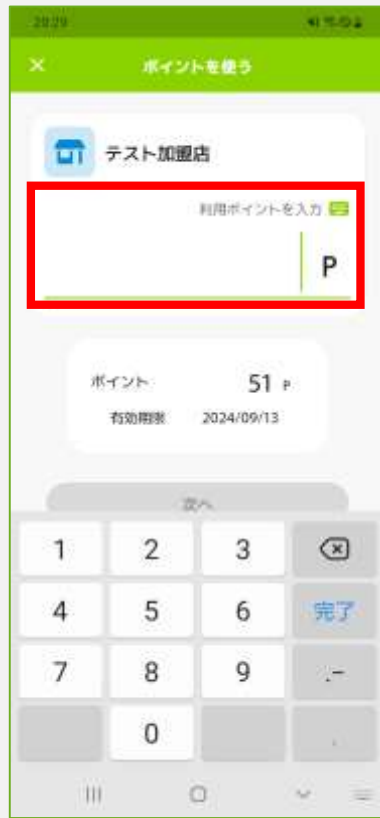 20:29
× ポイントを使う
テスト加盟店
利用ポイントを入力
P
ポイント 51 P
有効期限 2024/09/13
次へ
1 2 3
4 5 6 完了
7 8 9 .-
0 ,